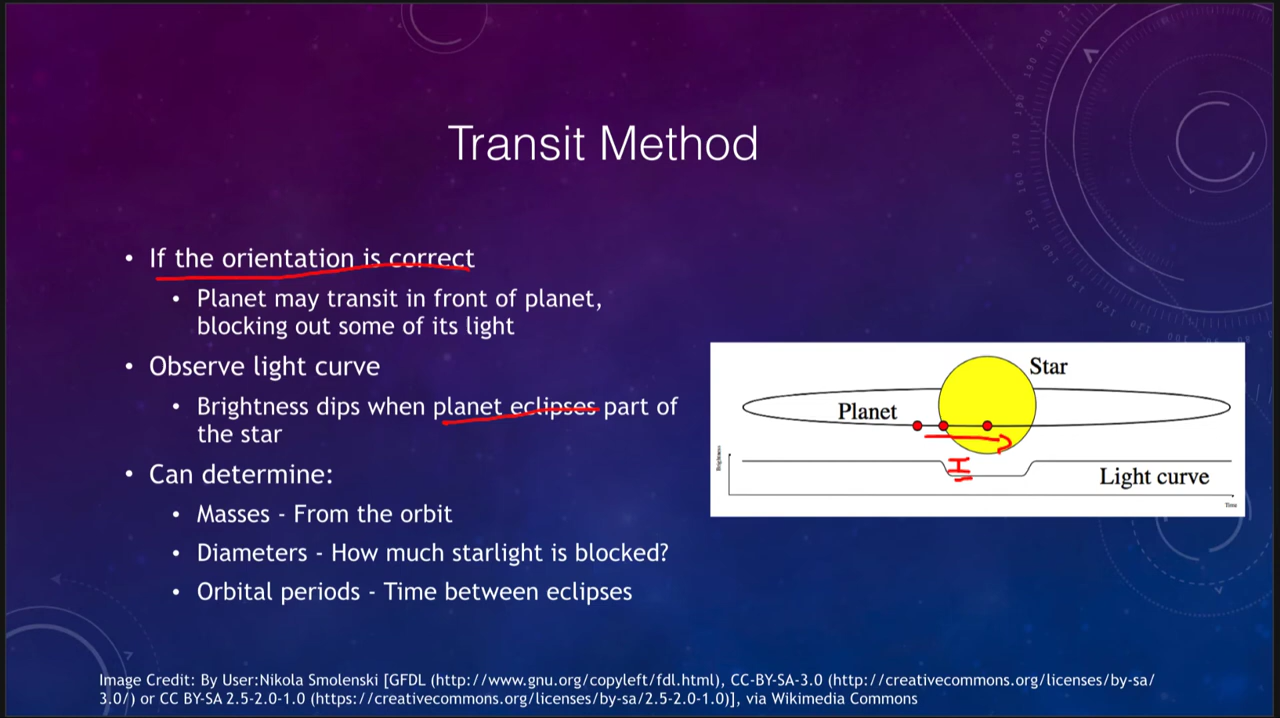 Transit Method
• If the orientation is correct
• Planet may transit in front of planet,
blocking out some of its light
• Observe light curve
• Brightness dips when planet eclipses part of
the star
• Can determine:
• Masses - From the orbit
• Diameters - How much starlight is blocked?
• Orbital periods - Time between eclipses
Star
Planet
Brightness
Light curve
Time
Image Credit: By User:Nikola Smolenski [GFDL (http://www.gnu.org/copyleft/fdl.html), CC-BY-SA-3.0 (http://creativecommons.org/licenses/by-sa/
3.0/) or CC BY-SA 2.5-2.0-1.0 (https://creativecommons.org/licenses/by-sa/2.5-2.0-1.0)], via Wikimedia Commons